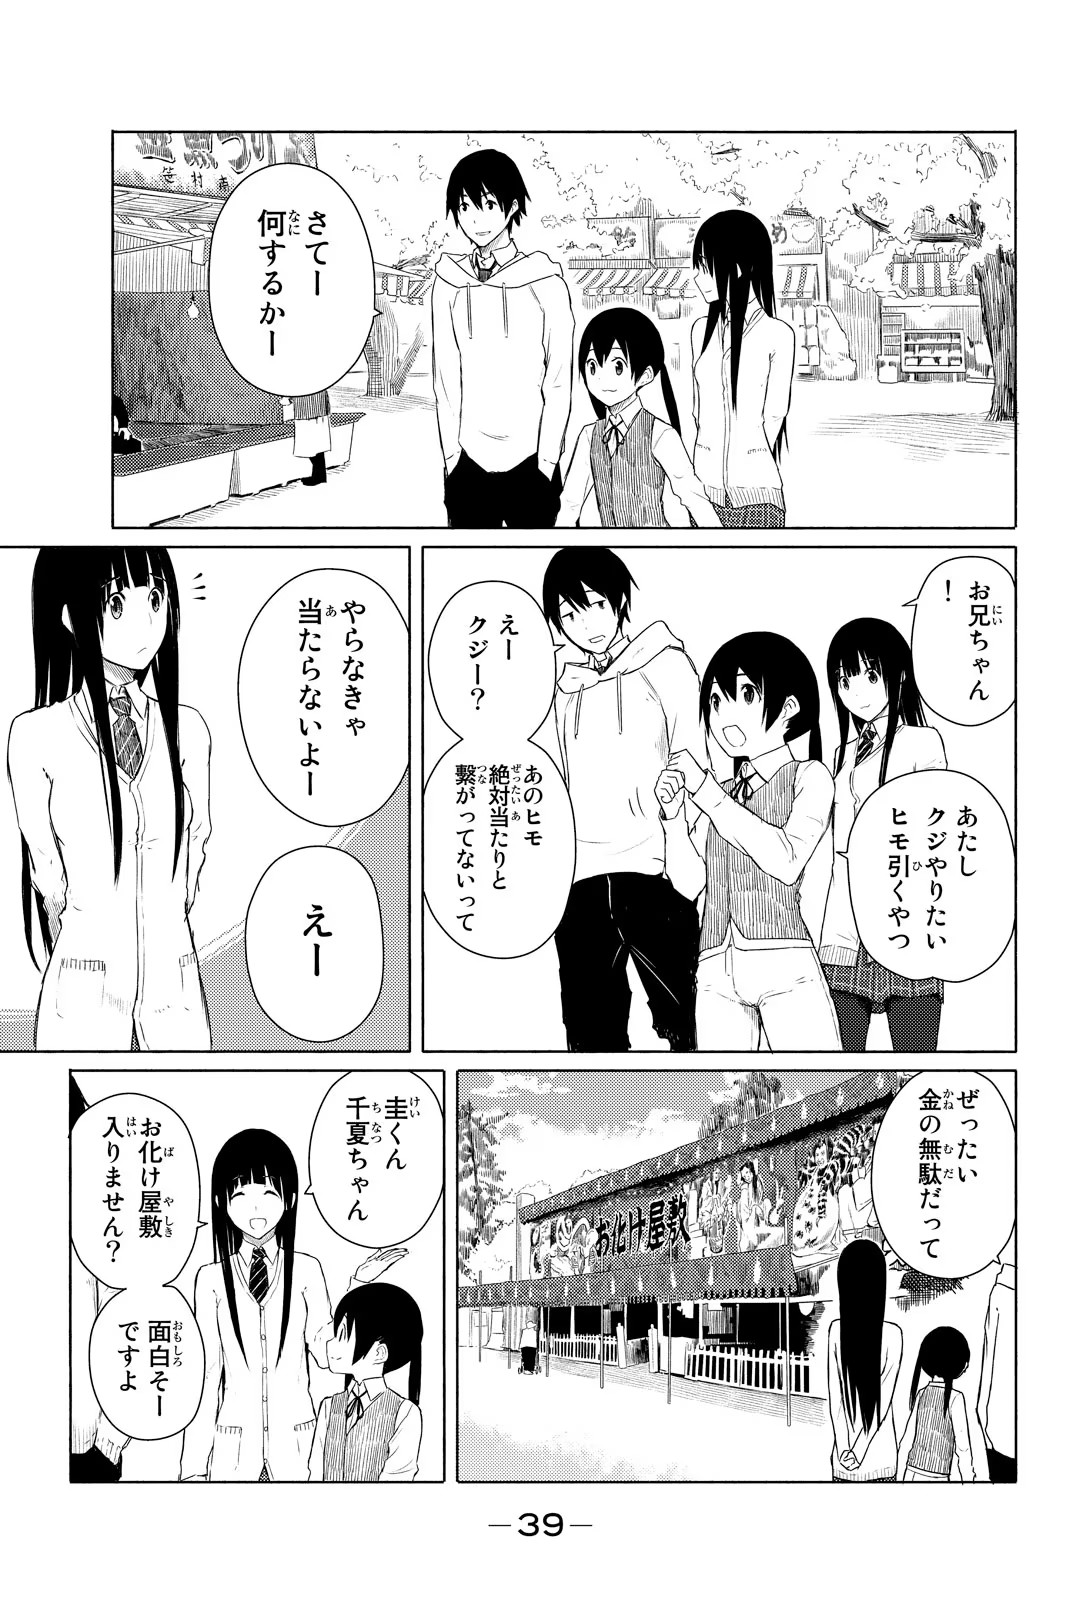 笹村商
さてー
何するかー
お兄ちゃん
！
あたし
クジやりたい
ヒモ引くやつ
えー
クジー？
あのヒモ
絶対当たりと
繋がってないって
やらなきゃ
当たらないよー
えー
ぜったい
金の無駄だって
お化け屋敷
圭くん
千夏ちゃん
お化け屋敷
入りません？
面白そー
ですよ
—39—